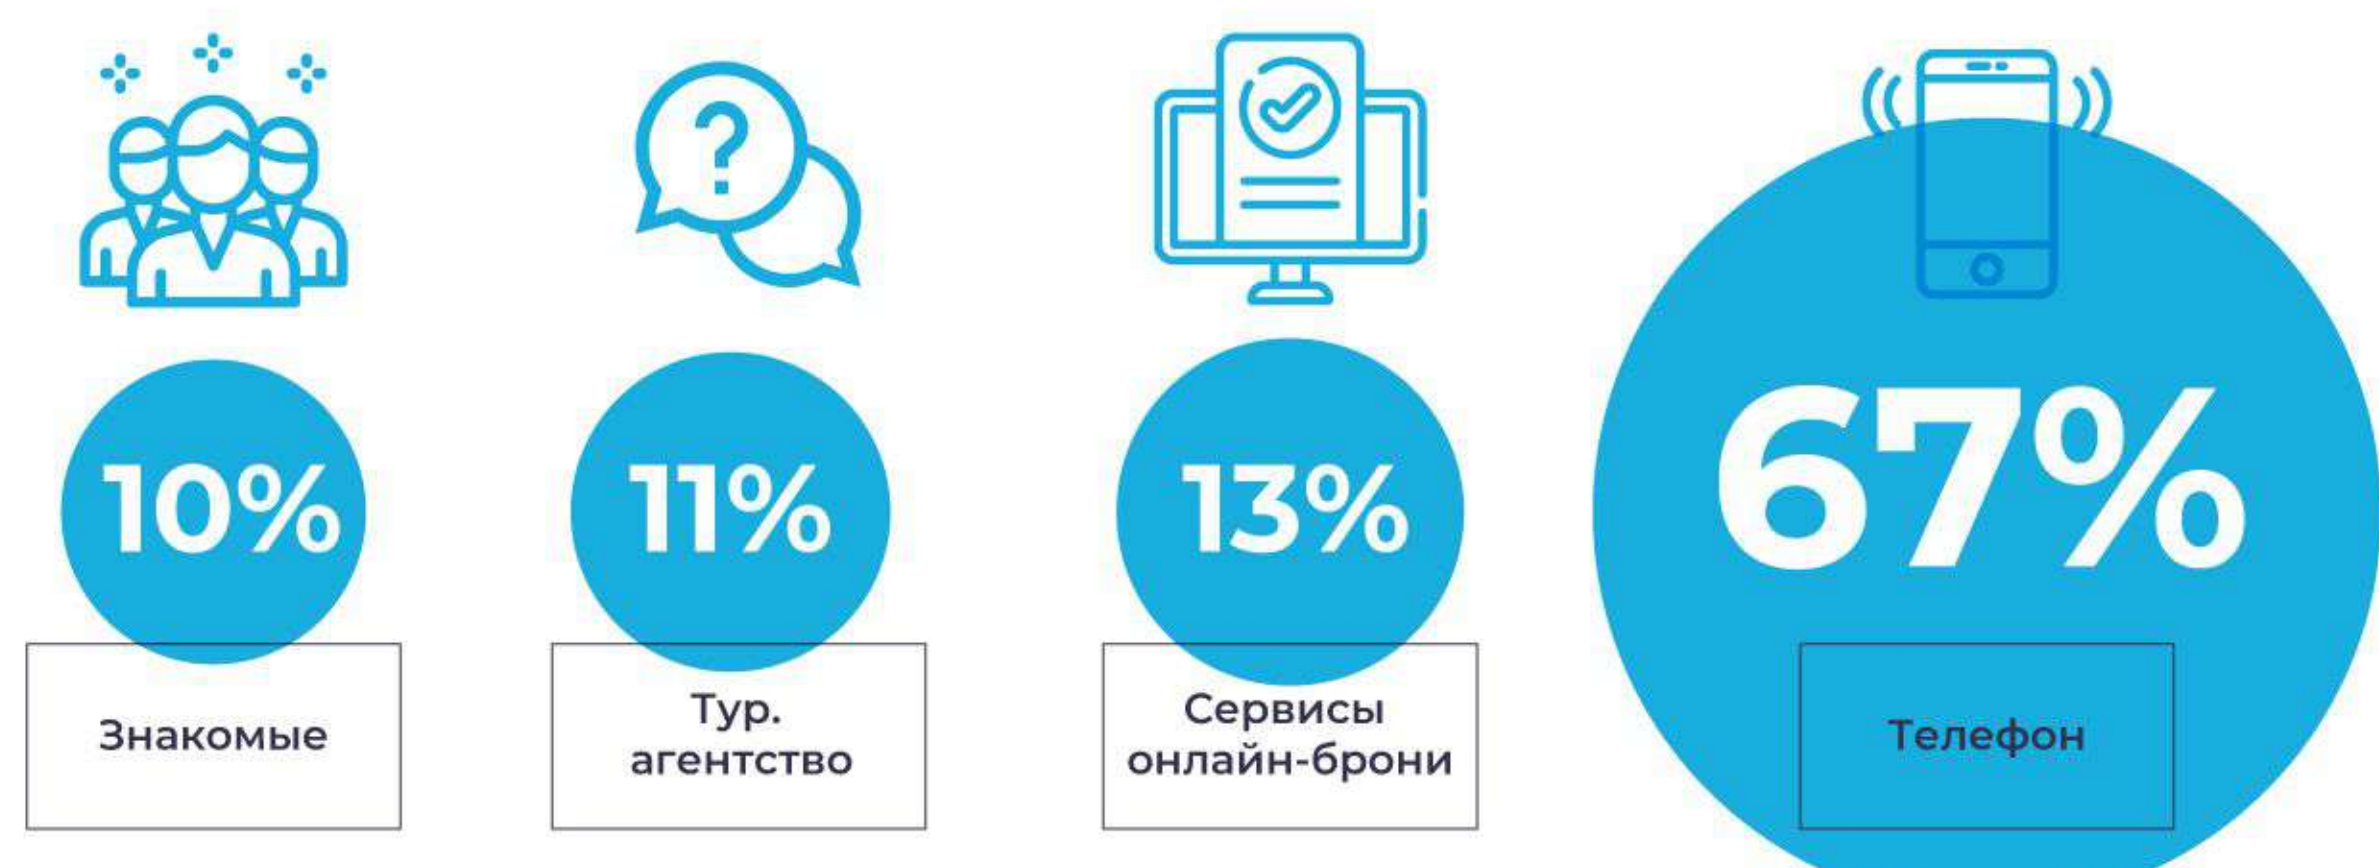 ?
10%
11%
13%
67%
Знакомые
Тур.
агентство
Сервисы
онлайн-брони
Телефон